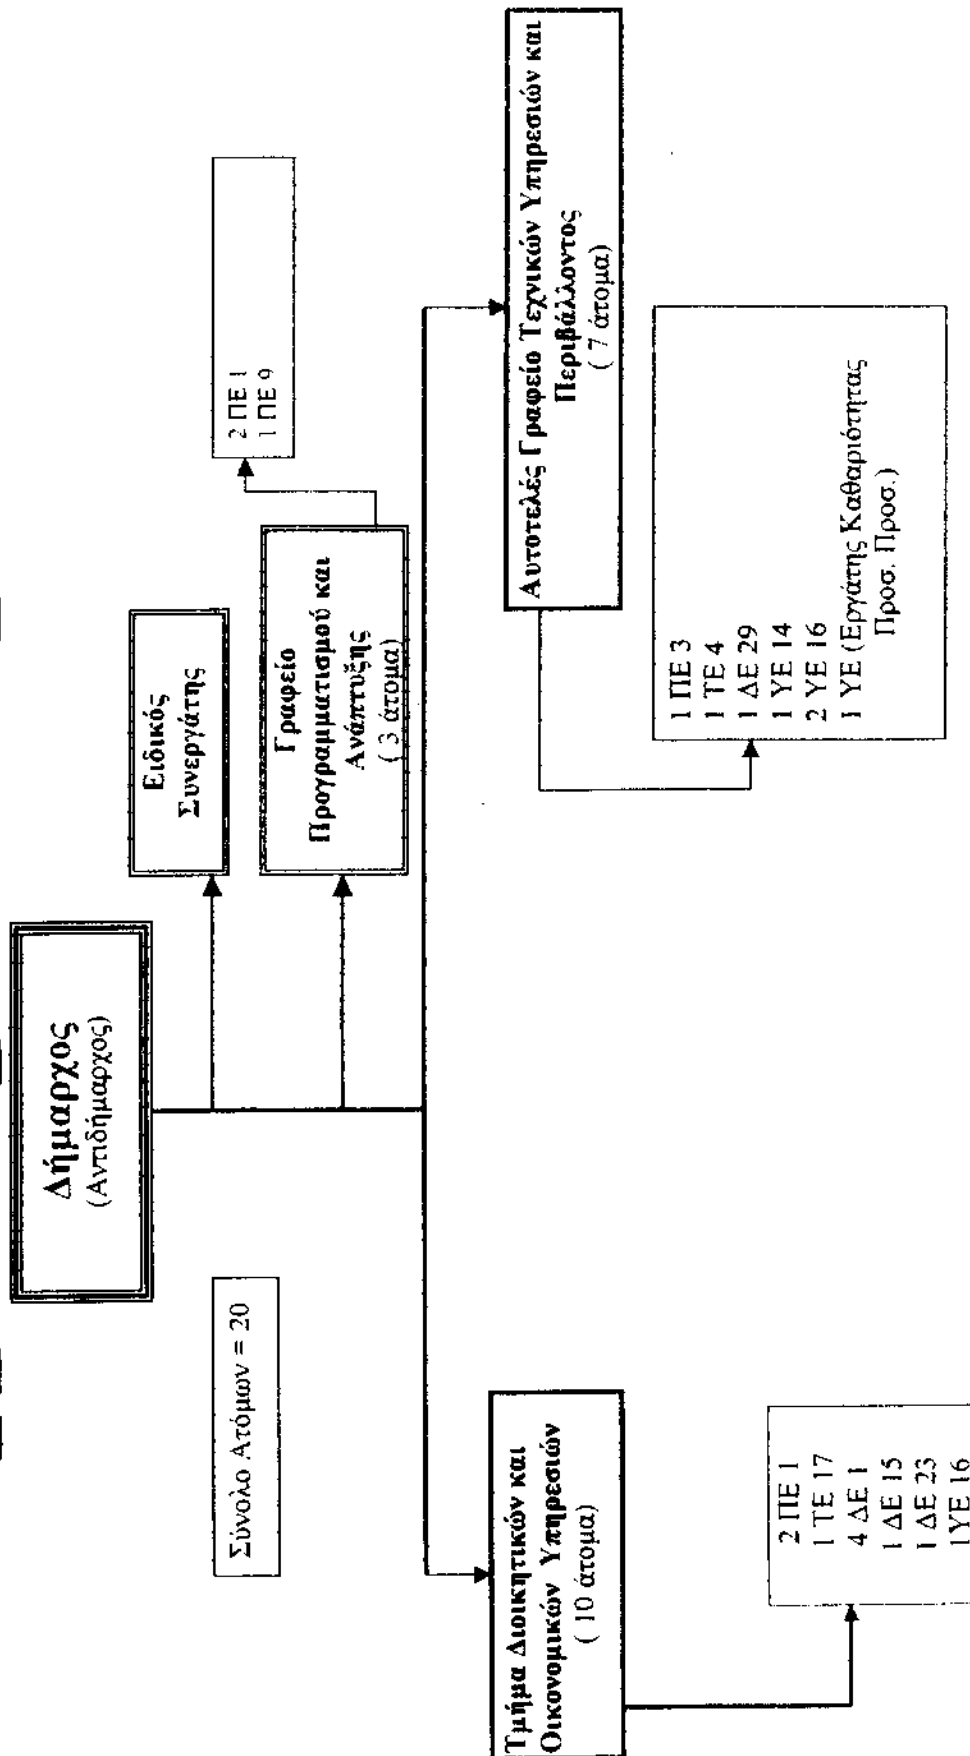 Δήμαρχος
(Αντιδήμαρχος)
Ειδικός
Συνεργάτης
Σύνολο Ατόμων = 20
Γραφείο
Προγραμματισμού και
Ανάπτυξης
( 3 άτομα)
2 ΠΕ 1
1 ΠΕ 9
Τμήμα Διοικητικών και
Οικονομικών Υπηρεσιών
( 10 άτομα)
2 ΠΕ 1
1 ΤΕ 17
4 ΔΕ 1
1 ΔΕ 15
1 ΔΕ 23
1ΥΕ 16
Αυτοτελές Γραφείο Τεχνικών Υπηρεσιών και
Περιβάλλοντος
( 7 άτομα)
1 ΠΕ 3
1 ΤΕ 4
1 ΔΕ 29
1 ΥΕ 14
2 ΥΕ 16
1 ΥΕ (Εργάτης Καθαριότητας
Προσ. Προσ.)